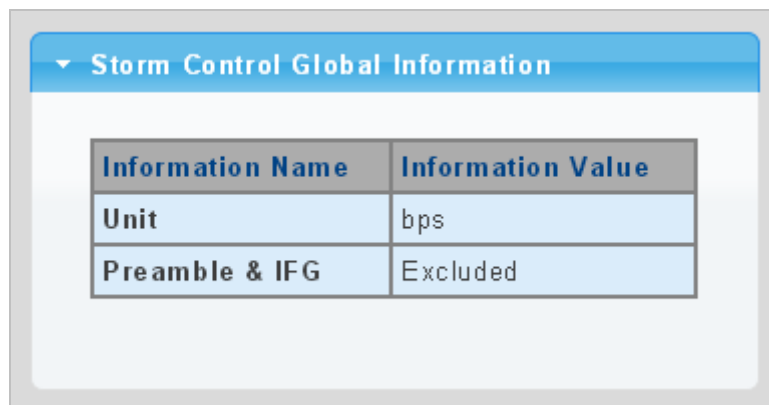 Storm Control Global Information
Information Name Information Value
Unit bps
Preamble & IFG Excluded